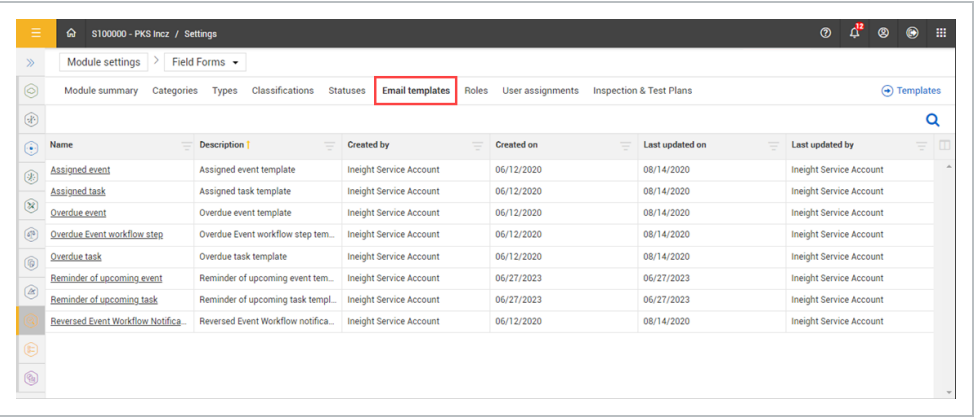 S100000 - PKS Incz / Settings
12
Module settings > Field Forms
Module summary Categories Types Classifications Statuses Email templates Roles User assignments Inspection & Test Plans Templates
Name Description 1 Created by Created on Last updated on Last updated by
Assigned event Assigned event template Ineight Service Account 06/12/2020 08/14/2020 Ineight Service Account
Assigned task Assigned task template Ineight Service Account 06/12/2020 08/14/2020 Ineight Service Account
Overdue event Overdue event template Ineight Service Account 06/12/2020 08/14/2020 Ineight Service Account
Overdue Event workflow step Overdue Event workflow step tem... Ineight Service Account 06/12/2020 08/14/2020 Ineight Service Account
Overdue task Overdue task template Ineight Service Account 06/12/2020 08/14/2020 Ineight Service Account
Reminder of upcoming event Reminder of upcoming event tem... Ineight Service Account 06/27/2023 06/27/2023 Ineight Service Account
Reminder of upcoming task Reminder of upcoming task templ... Ineight Service Account 06/27/2023 06/27/2023 Ineight Service Account
Reversed Event Workflow Notifica... Reversed Event Workflow notifica... Ineight Service Account 06/12/2020 08/14/2020 Ineight Service Account